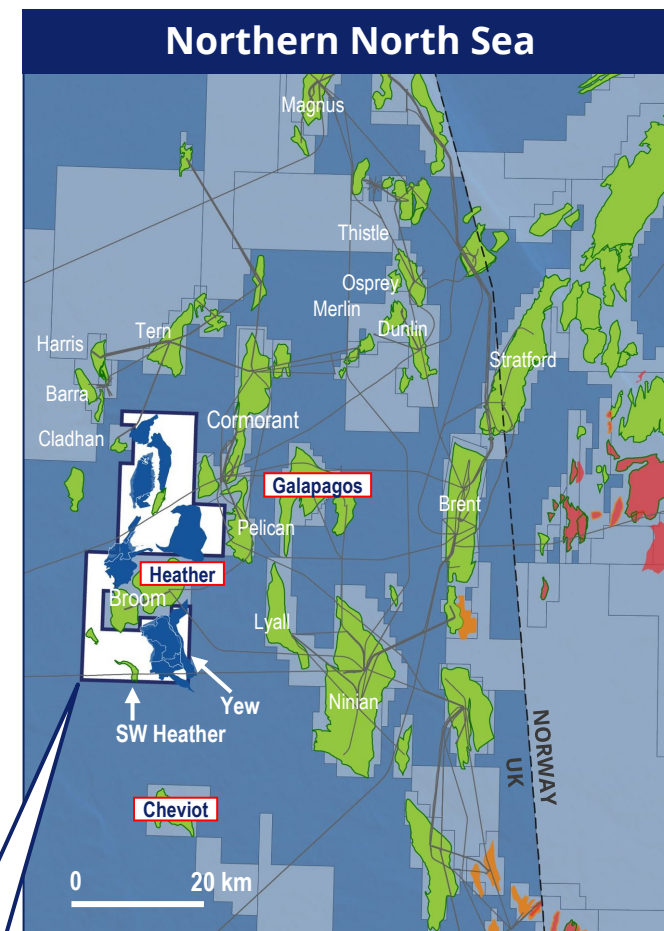 Northern North Sea
Magnus
Thistle
Osprey
Merlin
Dunlin
Harris
Tern
Stratford
Barra
Cormorant
Cladhan
Galapagos
Brent
Pelican
Heather
Broom
Lyall
Yew
Ninian
SW Heather
NORWAY
UK
Cheviot
0 20 km